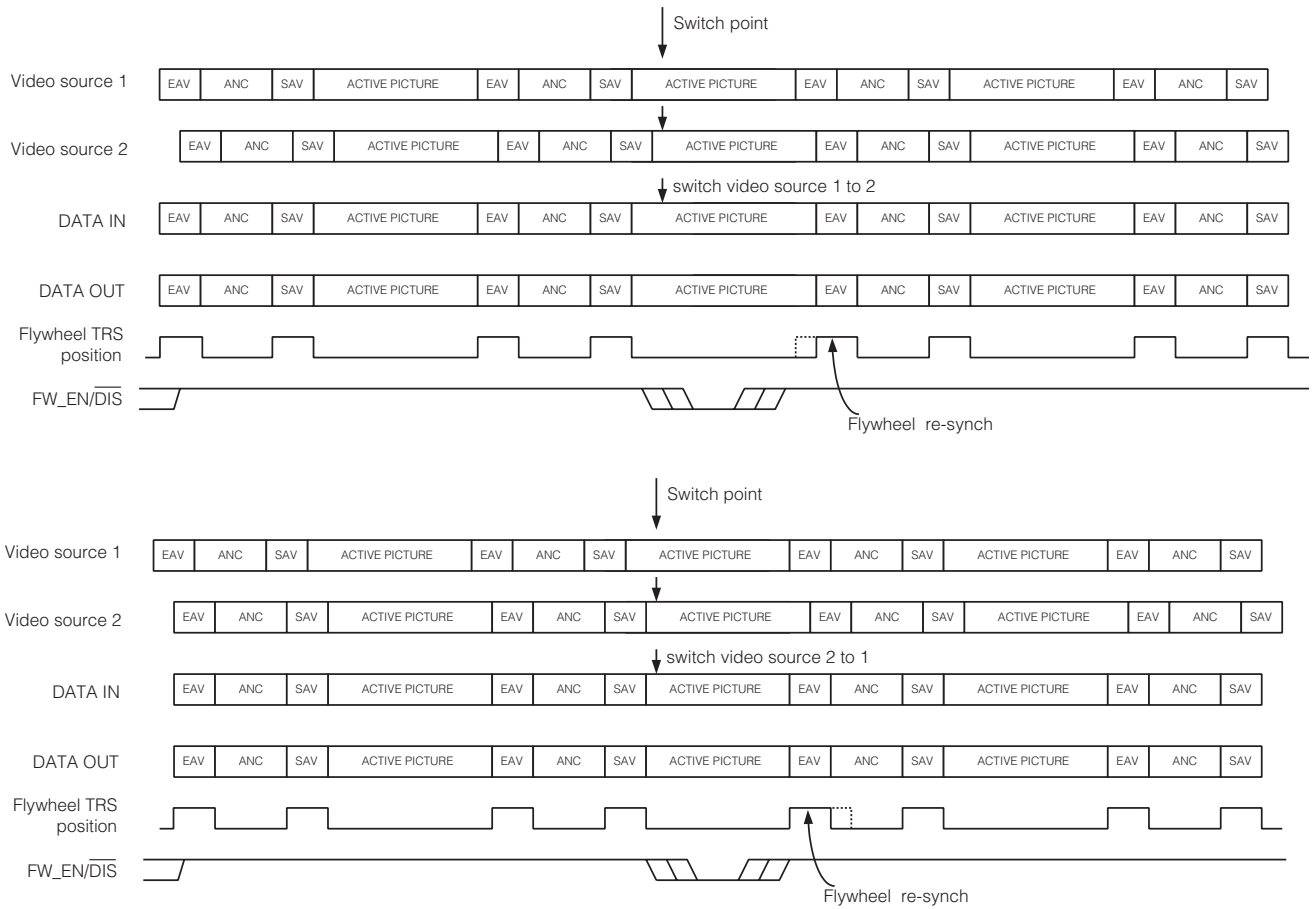 Switch point
Video source 1 EAV ANC SAV ACTIVE PICTURE EAV ANC SAV ACTIVE PICTURE EAV ANC SAV ACTIVE PICTURE EAV ANC SAV
Video source 2 EAV ANC SAV ACTIVE PICTURE EAV ANC SAV ACTIVE PICTURE EAV ANC SAV ACTIVE PICTURE EAV ANC SAV
switch video source 1 to 2
DATA IN EAV ANC SAV ACTIVE PICTURE EAV ANC SAV ACTIVE PICTURE EAV ANC SAV ACTIVE PICTURE EAV ANC SAV
DATA OUT EAV ANC SAV ACTIVE PICTURE EAV ANC SAV ACTIVE PICTURE EAV ANC SAV ACTIVE PICTURE EAV ANC SAV
Flywheel TRS
position
FW_EN/DIS
Flywheel re-synch
Switch point
Video source 1 EAV ANC SAV ACTIVE PICTURE EAV ANC SAV ACTIVE PICTURE EAV ANC SAV ACTIVE PICTURE EAV ANC SAV
Video source 2 EAV ANC SAV ACTIVE PICTURE EAV ANC SAV ACTIVE PICTURE EAV ANC SAV ACTIVE PICTURE EAV ANC SAV
switch video source 2 to 1
DATA IN EAV ANC SAV ACTIVE PICTURE EAV ANC SAV ACTIVE PICTURE EAV ANC SAV ACTIVE PICTURE EAV ANC SAV
DATA OUT EAV ANC SAV ACTIVE PICTURE EAV ANC SAV ACTIVE PICTURE EAV ANC SAV ACTIVE PICTURE EAV ANC SAV
Flywheel TRS
position
FW_EN/DIS
Flywheel re-synch